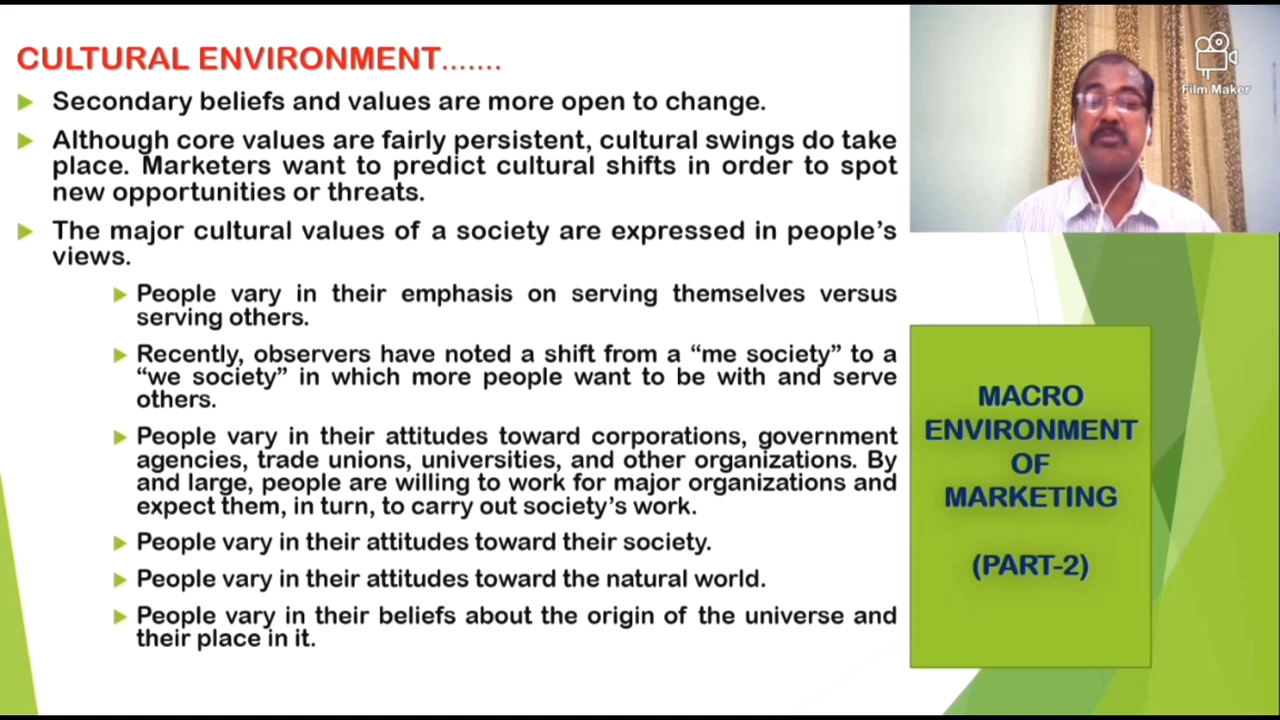 CULTURAL ENVIRONMENT.......
Secondary beliefs and values are more open to change.
Although core values are fairly persistent, cultural swings do take
place. Marketers want to predict cultural shifts in order to spot
new opportunities or threats.
The major cultural values of a society are expressed in people’s
views.
People vary in their emphasis on serving themselves versus
serving others.
Recently, observers have noted a shift from a “me society” to a
“we society” in which more people want to be with and serve
others.
People vary in their attitudes toward corporations, government
agencies, trade unions, universities, and other organizations. By
and large, people are willing to work for major organizations and
expect them, in turn, to carry out society’s work.
People vary in their attitudes toward their society.
People vary in their attitudes toward the natural world.
People vary in their beliefs about the origin of the universe and
their place in it.
Film Maker
MACRO
ENVIRONMENT
OF
MARKETING
(PART-2)